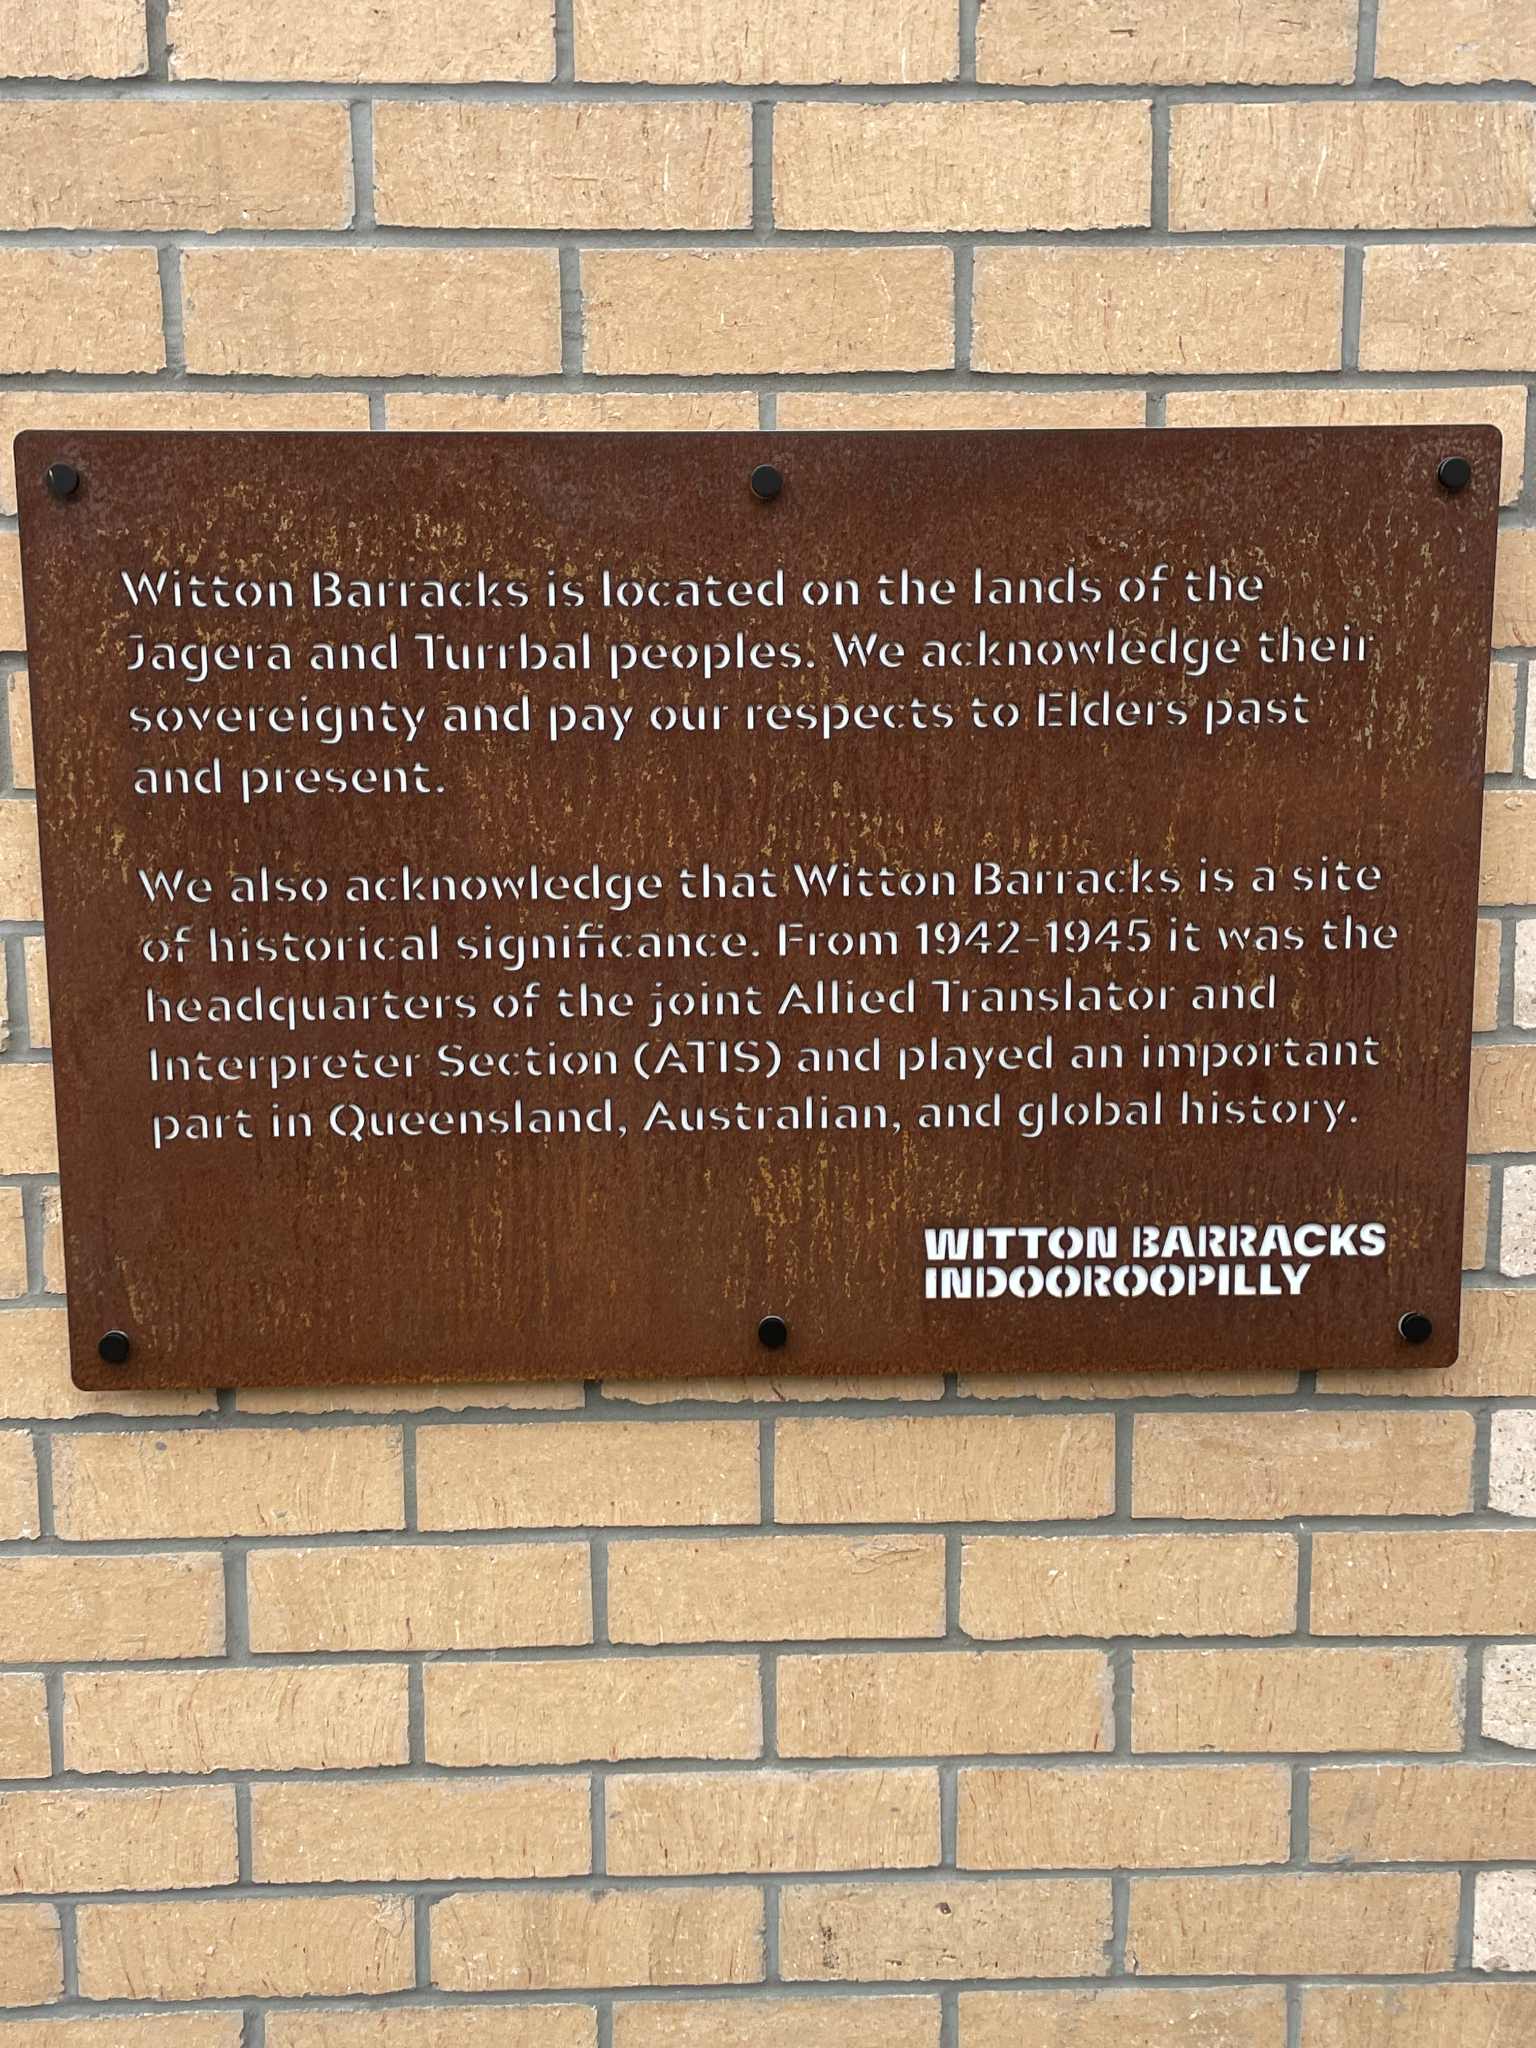 Witton Barracks is located on the lands of the
Jagera and Turrbal peoples. We acknowledge their
sovereignty and pay our respects to Elders past
and present.
We also acknowledge that Witton Barracks is a site
of historical significance. From 1942-1945 it was the
headquarters of the joint Allied Translator and
Interpreter Section (ATIS) and played an important
part in Queensland, Australian, and global history.
WITTON BARRACKS
INDOOROOPILLY